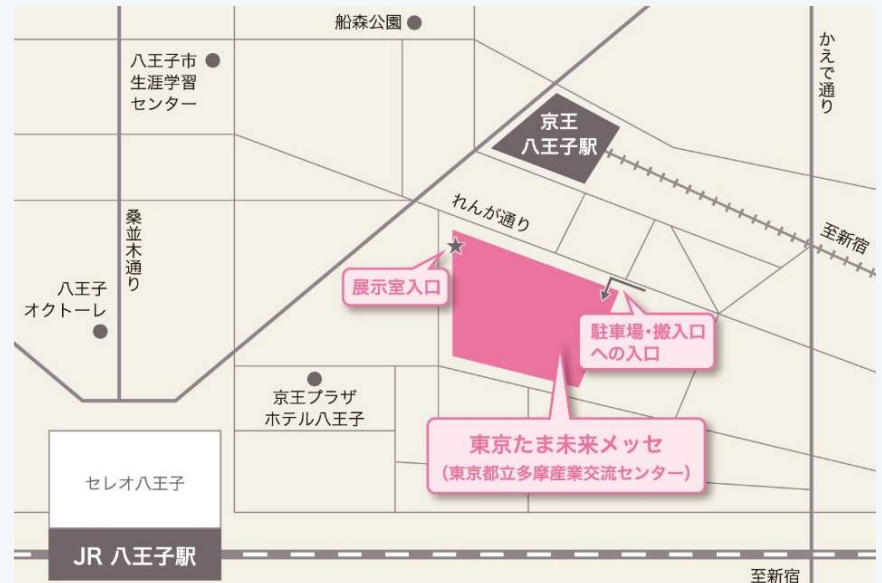 船森公園
八王子市
生涯学習
センター
かえで通り
京王
八王子駅
れんが通り
桑並木通り
至新宿
展示室入口
八王子
オクトーレ
駐車場・搬入口
への入口
京王プラザ
ホテル八王子
東京たま未来メッセ
(東京都立多摩産業交流センター)
セレオ八王子
JR 八王子駅
至新宿